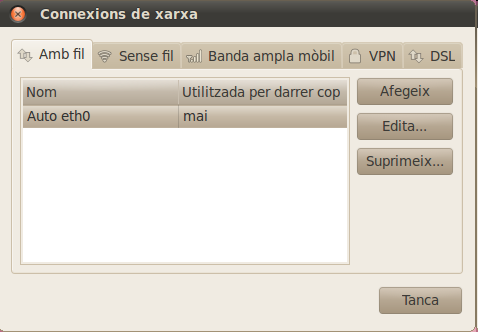 Connexions de xarxa
Amb fil
Sense fil
Banda ampla mòbil
VPN
DSL
Nom
Utilitzada per darrer cop
Auto eth0
mai
Afegeix
Edita...
Suprimeix...
Tanca